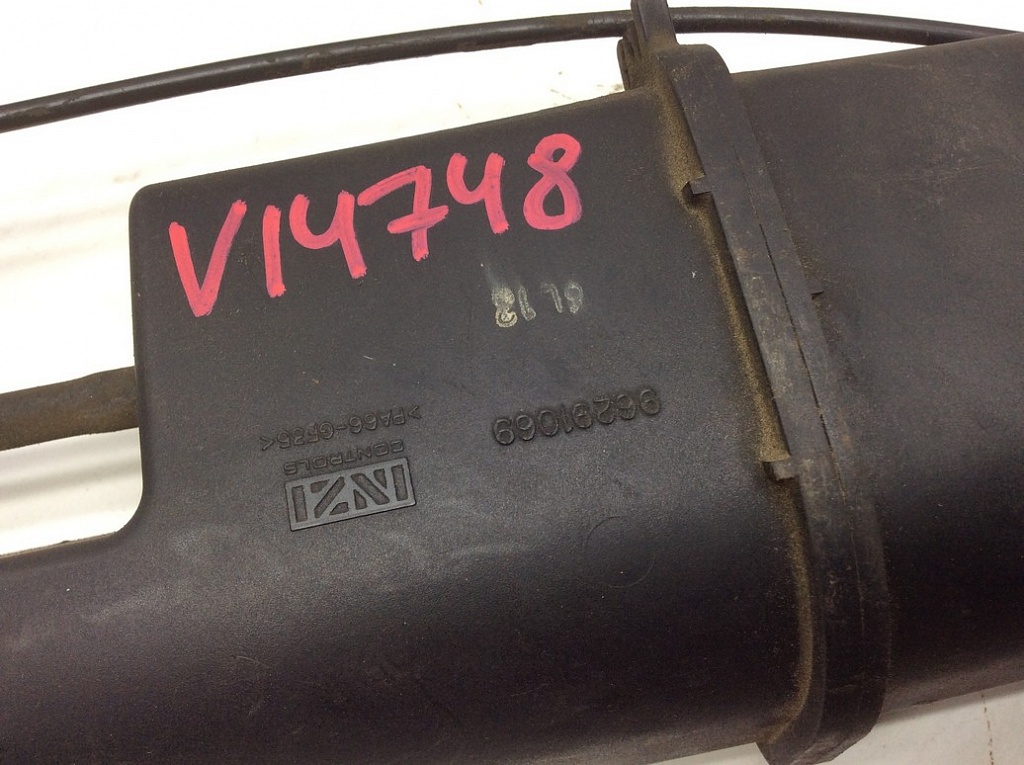 V14748
96291069
>PA66-GF35<
CONTROLS
INZI